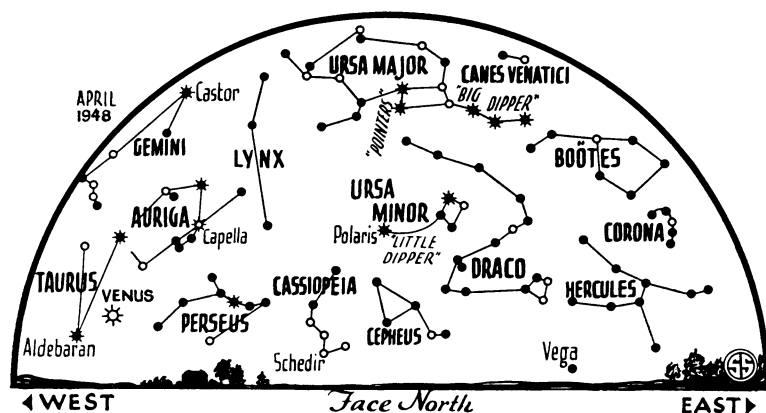 URSA MAJOR
CANES VENATICI
APRIL
1948
Castor
"BIG DIPPER"
"POINTERS"
GEMINI
LYNX
BOÖTES
AURIGA
URSA
MINOR
Capella
Polaris
"LITTLE
DIPPER"
CORONA
TAURUS
VENUS
CASSIOPEIA
DRACO
HERCULES
PERSEUS
CEPHEUS
Aldebaran
Schedir
Vega
SS
WEST
Face North
EAST